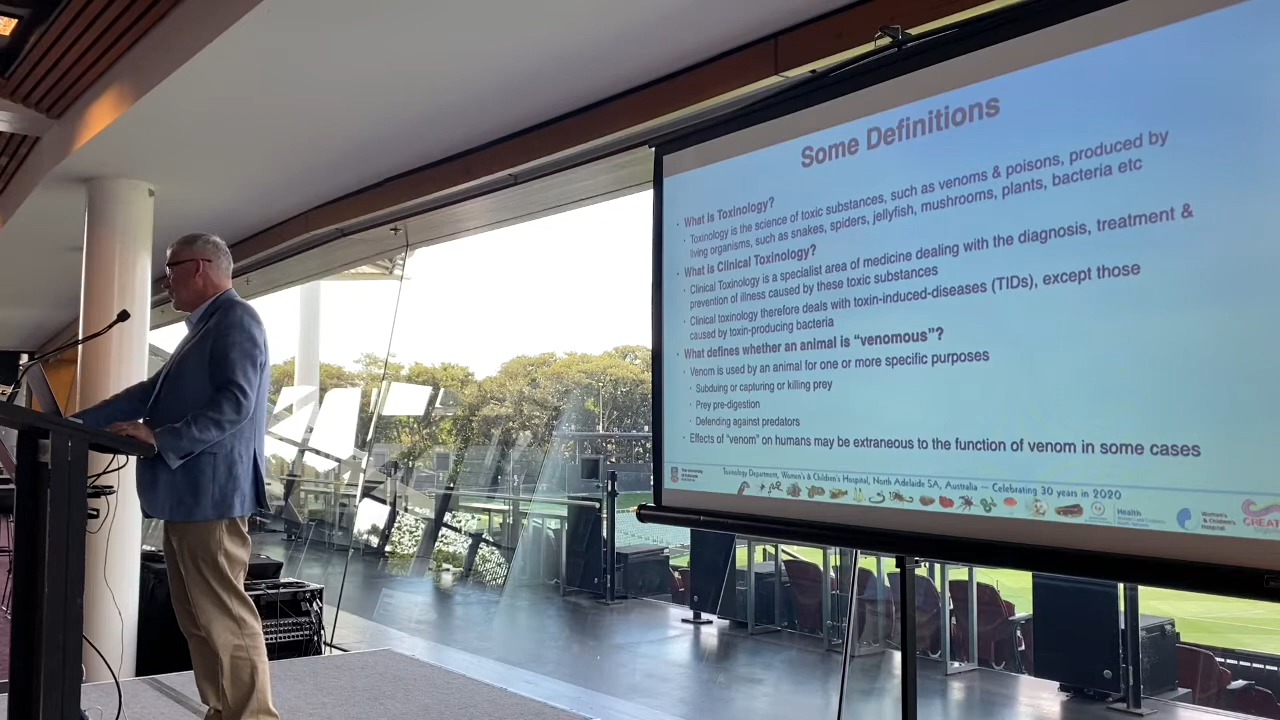 Some Definitions
What is Toxinology?
Toxinology is the science of toxic substances, such as venoms & poisons, produced by
living organisms, such as snakes, spiders, jellyfish, mushrooms, plants, bacteria etc
What is Clinical Toxinology?
Clinical Toxinology is a specialist area of medicine dealing with the diagnosis, treatment &
prevention of illness caused by these toxic substances
Clinical toxinology therefore deals with toxin-induced-diseases (TIDs), except those
caused by toxin-producing bacteria
What defines whether an animal is “venomous”?
Venom is used by an animal for one or more specific purposes
Subduing or capturing or killing prey
Prey pre-digestion
Defending against predators
Effects of “venom” on humans may be extraneous to the function of venom in some cases
Toxinology Department, Women's & Children's Hospital, North Adelaide SA, Australia — Celebrating 30 years in 2020
Health
Women's
& Children's
Hospital